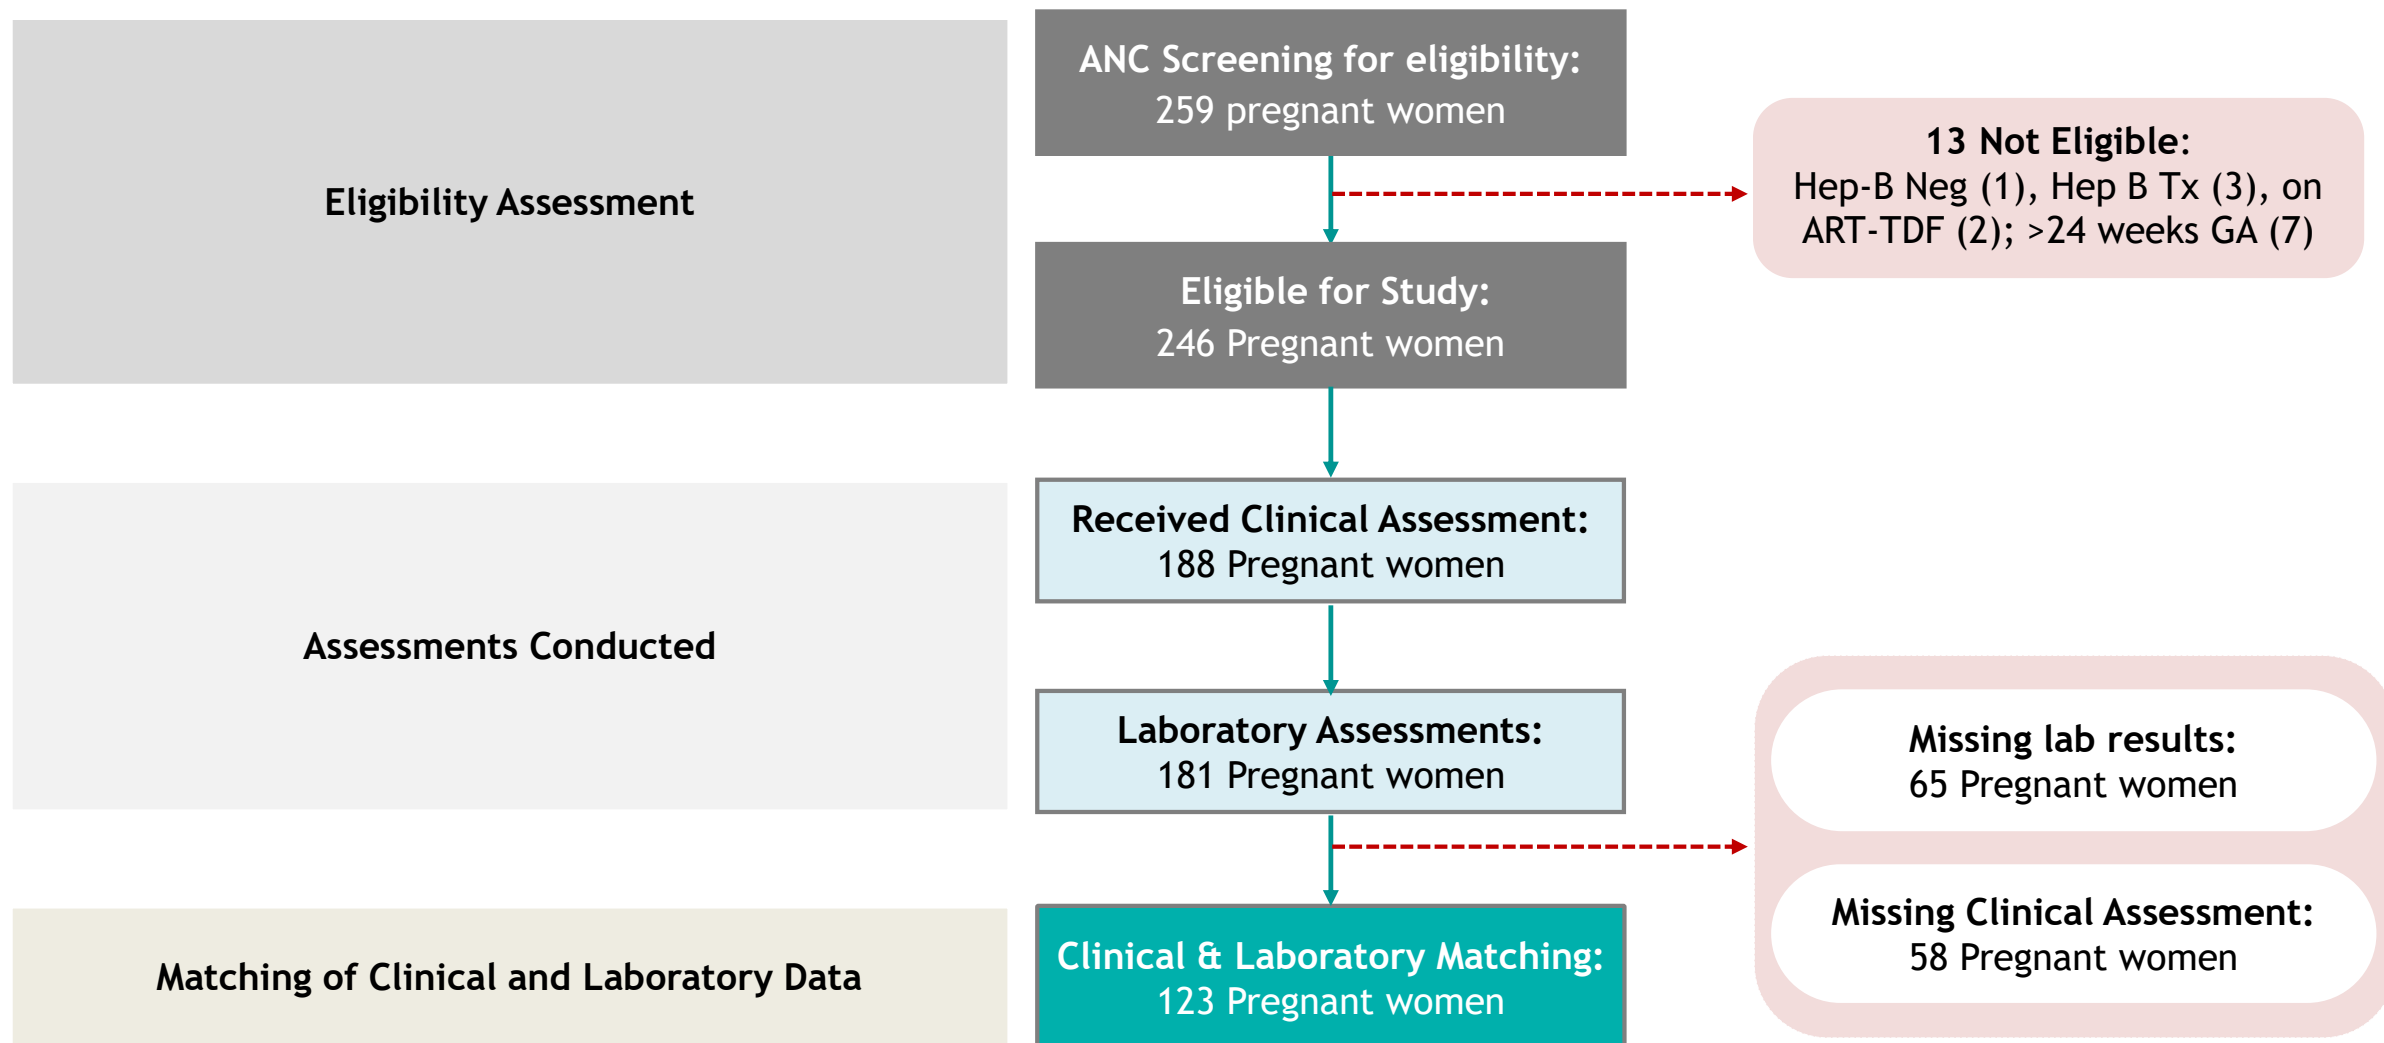 ANC Screening for eligibility:
259 pregnant women
13 Not Eligible:
Hep-B Neg (1), Hep B Tx (3), on
ART-TDF (2); >24 weeks GA (7)
Eligibility Assessment
Eligible for Study:
246 Pregnant women
Received Clinical Assessment:
188 Pregnant women
Assessments Conducted
Laboratory Assessments:
181 Pregnant women
Missing lab results:
65 Pregnant women
Missing Clinical Assessment:
58 Pregnant women
Matching of Clinical and Laboratory Data
Clinical & Laboratory Matching:
123 Pregnant women